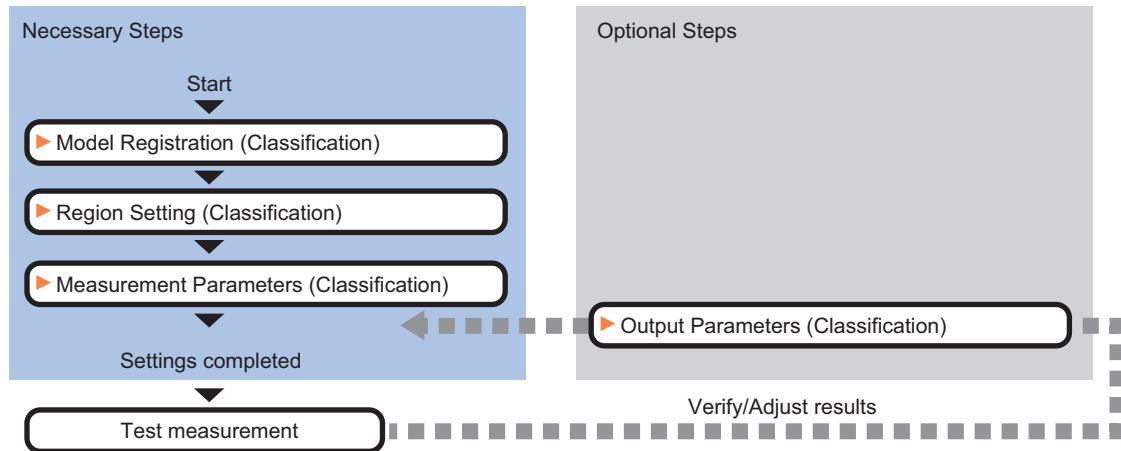 Necessary Steps
Start
Model Registration (Classification)
Region Setting (Classification)
Measurement Parameters (Classification)
Settings completed
Test measurement
Optional Steps
Output Parameters (Classification)
Verify/Adjust results